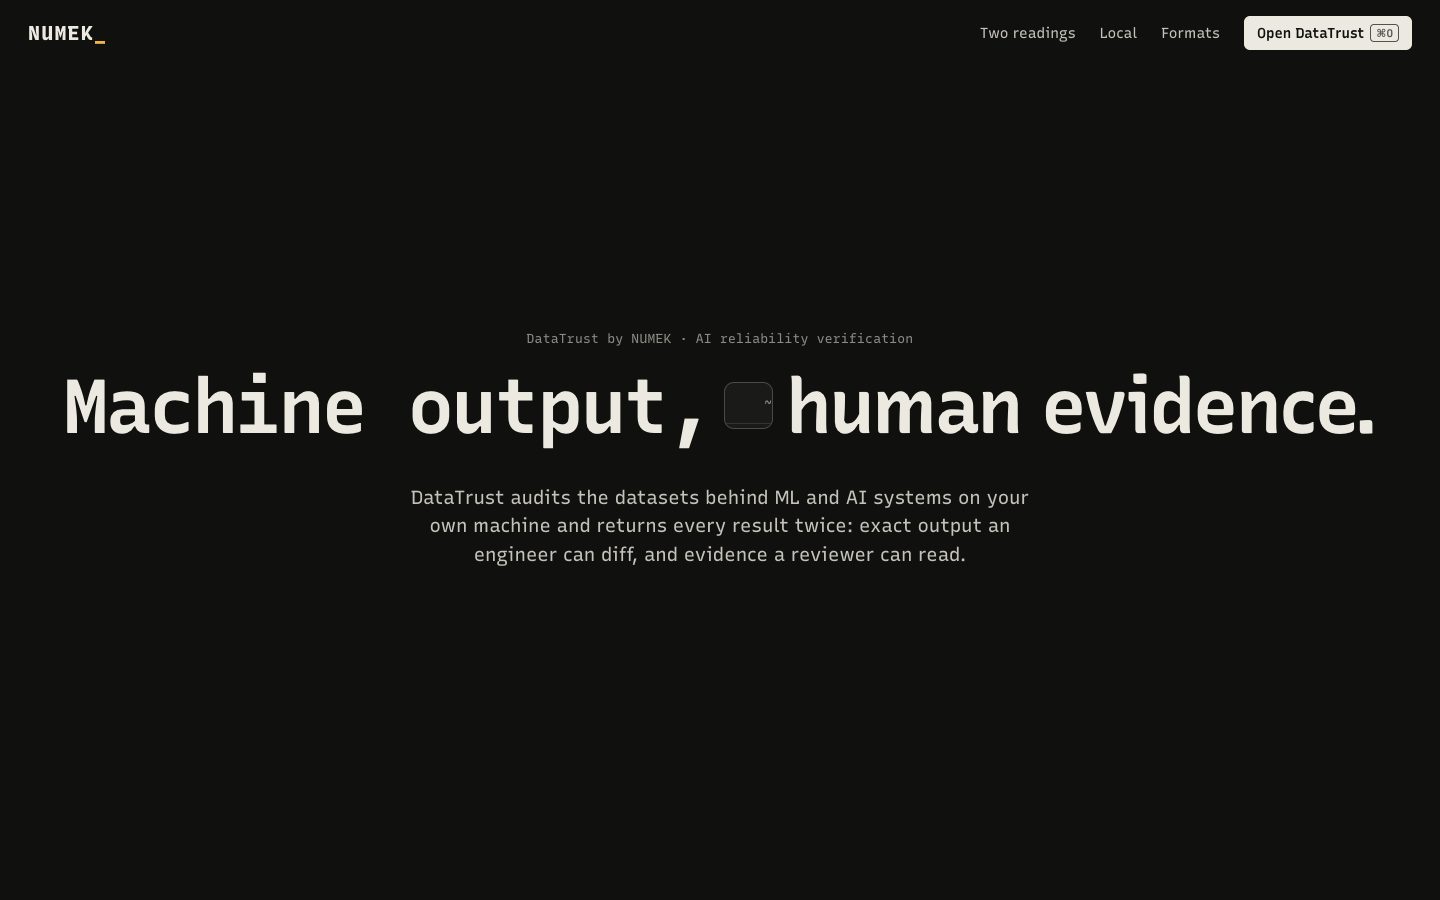 NUMEK_
Two readings
Local
Formats
Open DataTrust ⌘O
DataTrust by NUMEK · AI reliability verification
Machine output, ~ human evidence.
DataTrust audits the datasets behind ML and AI systems on your
own machine and returns every result twice: exact output an
engineer can diff, and evidence a reviewer can read.